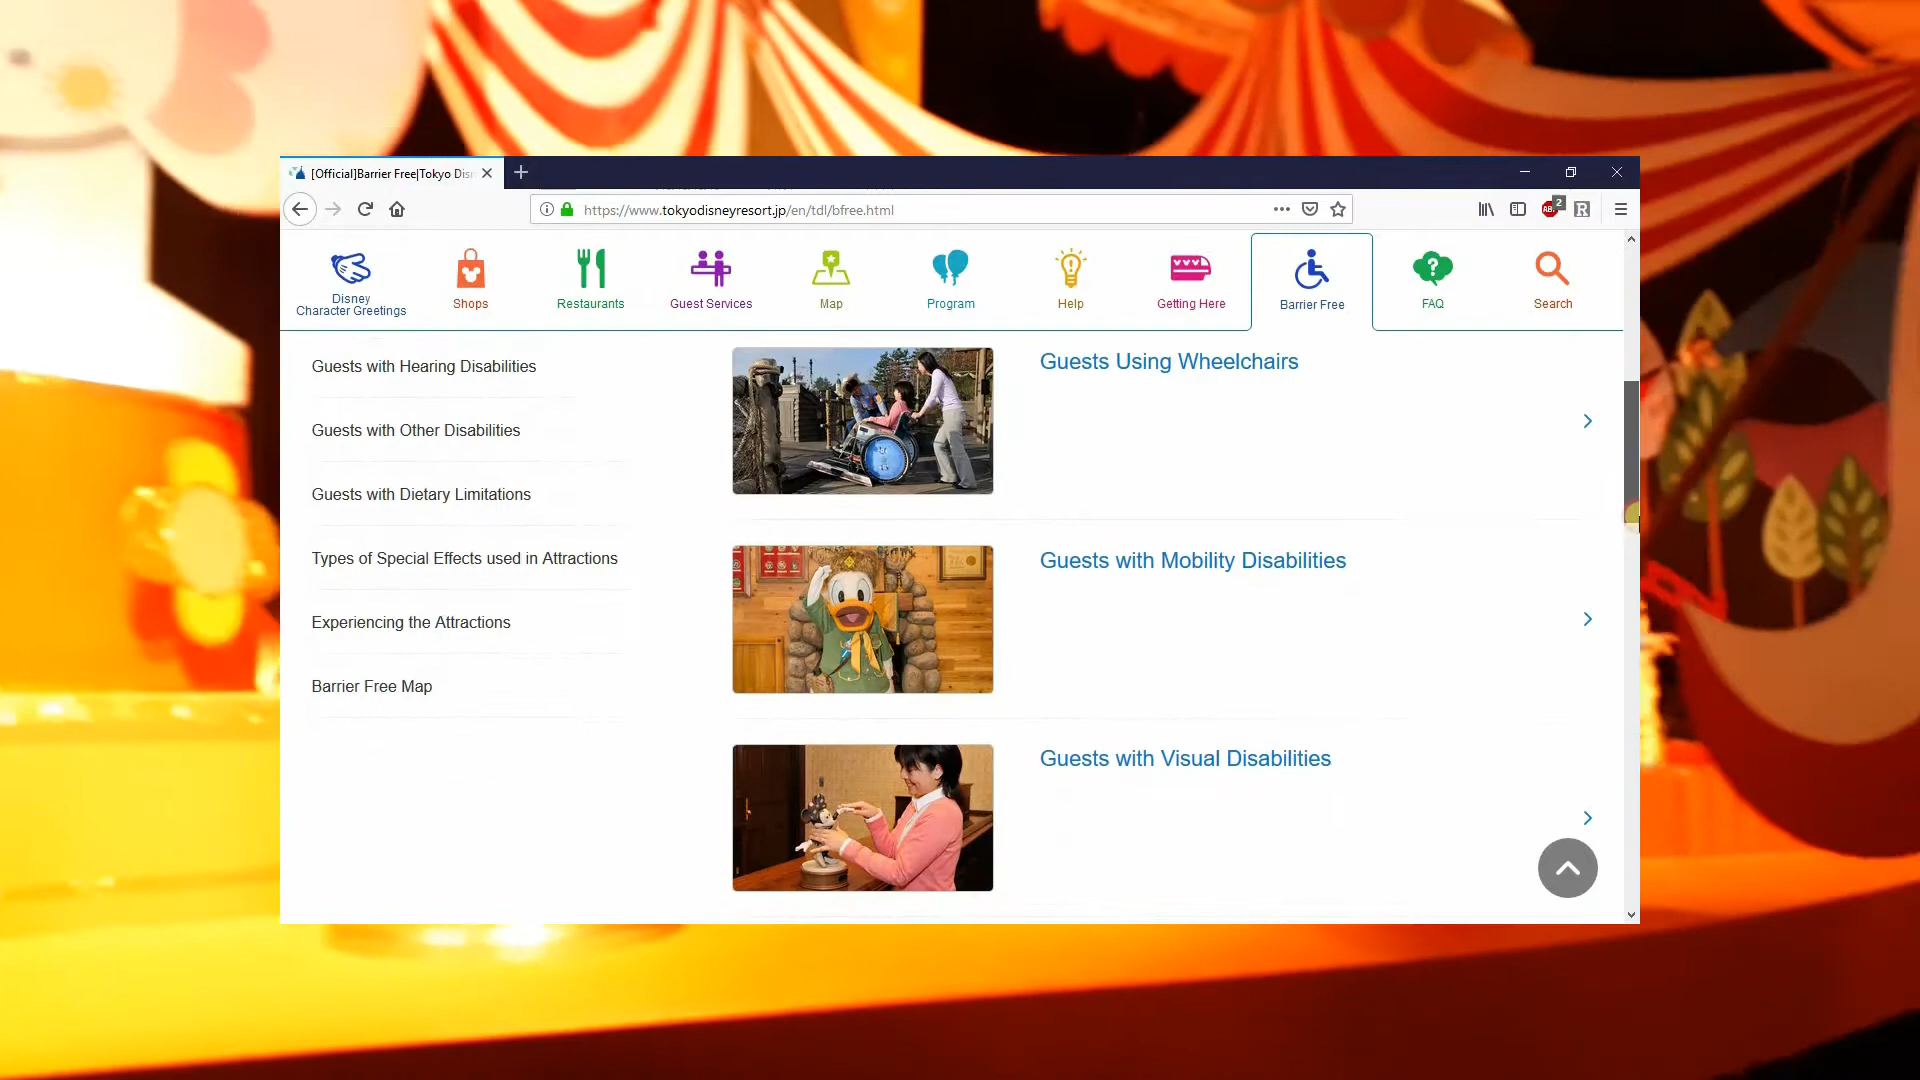 [Official]Barrier Free|Tokyo Dis
https://www.tokyodisneyresort.jp/en/tdl/bfree.html
2
Disney
Character Greetings
Shops
Restaurants
Guest Services
Map
Program
Help
Getting Here
Barrier Free
FAQ
Search
Guests with Hearing Disabilities
Guests with Other Disabilities
Guests with Dietary Limitations
Types of Special Effects used in Attractions
Experiencing the Attractions
Barrier Free Map
Guests Using Wheelchairs
Guests with Mobility Disabilities
Guests with Visual Disabilities